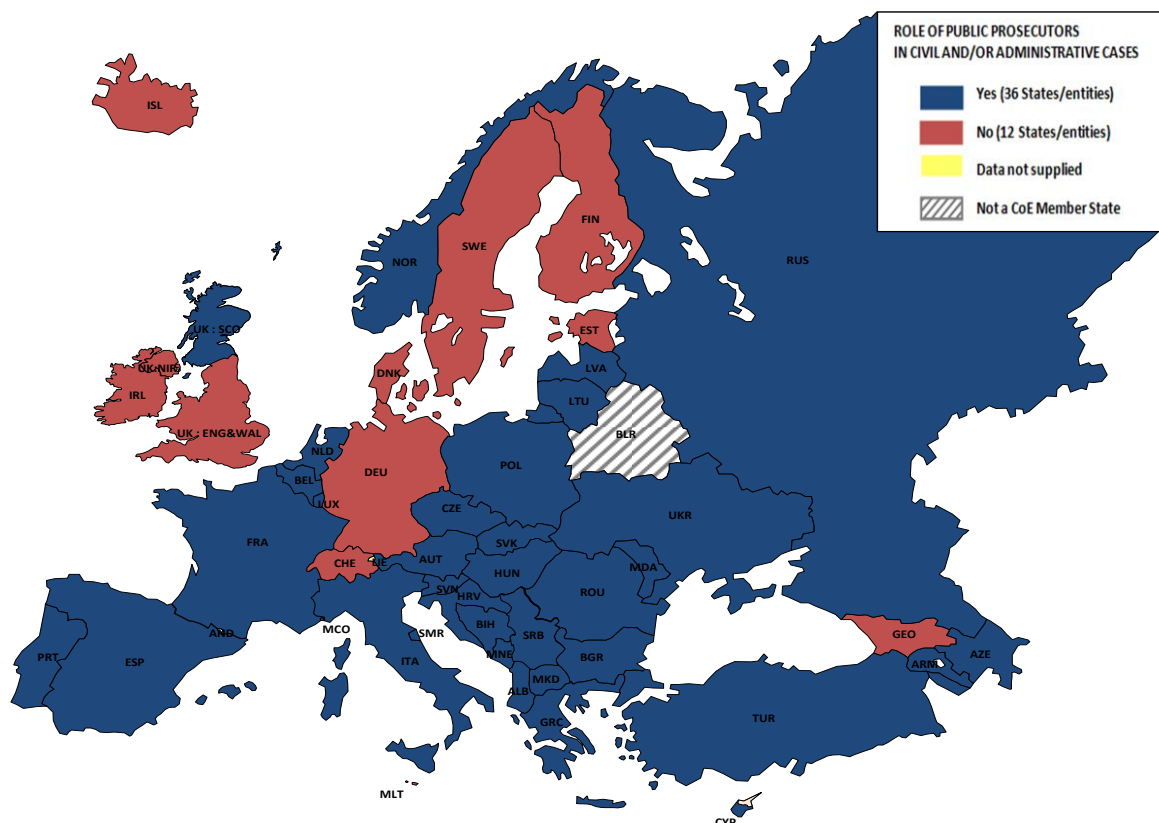 ROLE OF PUBLIC PROSECUTORS
IN CIVIL AND/OR ADMINISTRATIVE CASES
Yes (36 States/entities)
No (12 States/entities)
Data not supplied
Not a CoE Member State
ISL
RUS
NOR
SWE
FIN
UK : SCO
EST
UK:NIR
DNK
LVA
IRL
LTU
UK : ENG&WAL
BLR
NLD
POL
BEL
DEU
LUX
CZE
UKR
FRA
SVK
CHE
LIE
AUT
HUN
MDA
SVN
HRV
ROU
BIH
MCO
SMR
AND
SRB
GEO
PRT
ESP
ITA
MNE
BGR
ARM
AZE
MKD
ALB
GRC
TUR
MLT
CYP